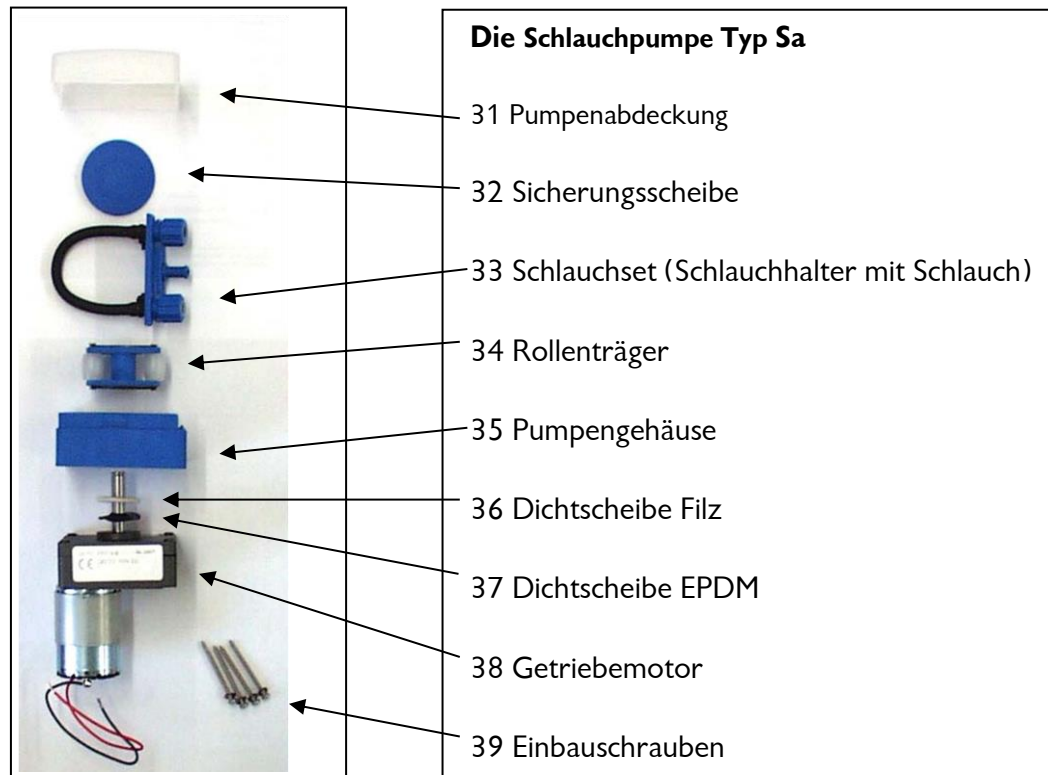 Die Schlauchpumpe Typ Sa
31 Pumpenabdeckung
32 Sicherungsscheibe
33 Schlauchset (Schlauchhalter mit Schlauch)
34 Rollenträger
35 Pumpengehäuse
36 Dichtscheibe Filz
37 Dichtscheibe EPDM
38 Getriebemotor
39 Einbauschrauben
CE